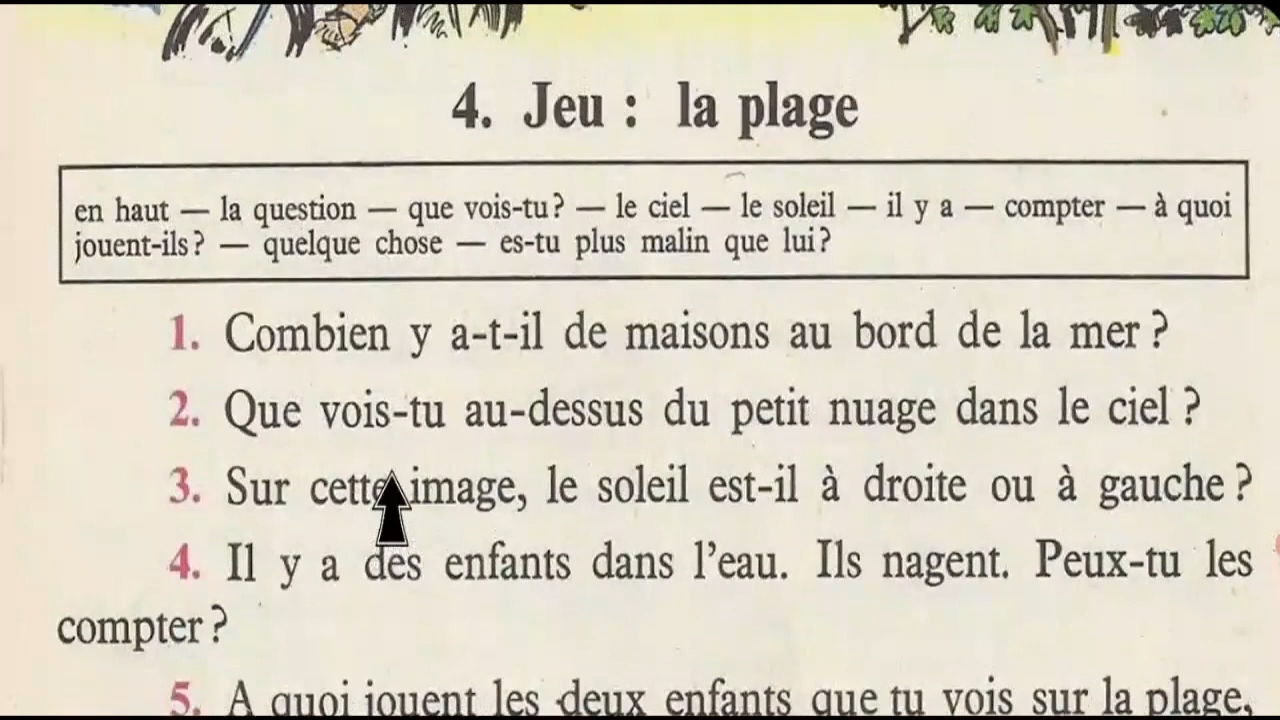 4. Jeu : la plage
en haut — la question — que vois-tu ? — le ciel — le soleil — il y a — compter — à quoi
jouent-ils ? — quelque chose — es-tu plus malin que lui ?
1. Combien y a-t-il de maisons au bord de la mer ?
2. Que vois-tu au-dessus du petit nuage dans le ciel ?
3. Sur cette image, le soleil est-il à droite ou à gauche ?
4. Il y a des enfants dans l'eau. Ils nagent. Peux-tu les
compter ?
5. A quoi jouent les deux enfants que tu vois sur la plage,